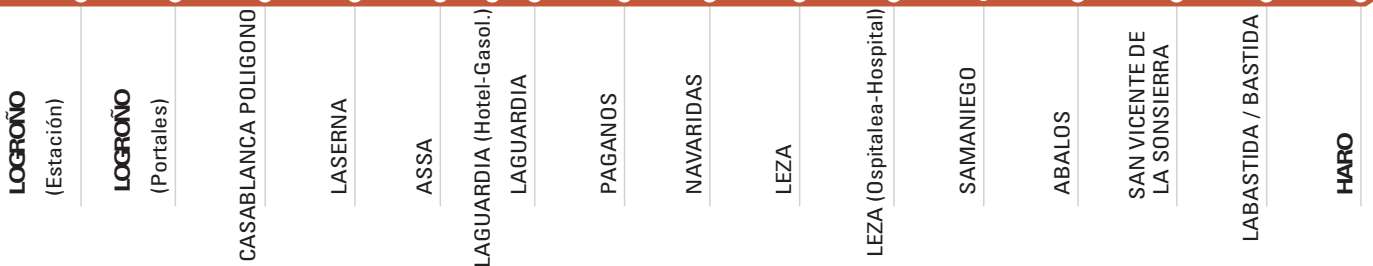 LOGROÑO
(Estación)
LOGROÑO
(Portales)
CASABLANCA POLIGONO
LASERNA
ASSA
LAGUARDIA (Hotel-Gasol.)
LAGUARDIA
PAGANOS
NAVARIDAS
LEZA
LEZA (Ospitalea-Hospital)
SAMANIEGO
ABALOS
SAN VICENTE DE
LA SONSIERRA
LABASTIDA / BASTIDA
HARO